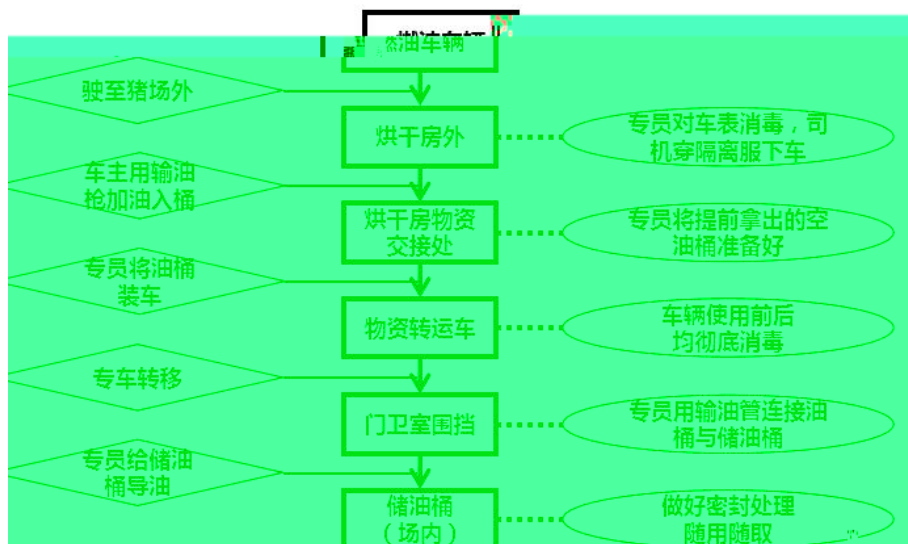 燃油车辆
驶至猪场外
烘干房外
专员对车表消毒，司
机穿隔离服下车
车主用输油
枪加油入桶
烘干房物资
交接处
专员将提前拿出的空
油桶准备好
专员将油桶
装车
物资转运车
车辆使用前后
均彻底消毒
专车转移
门卫室围挡
专员用输油管连接油
桶与储油桶
专员给储油
桶导油
储油桶
（场内）
做好密封处理
随用随取